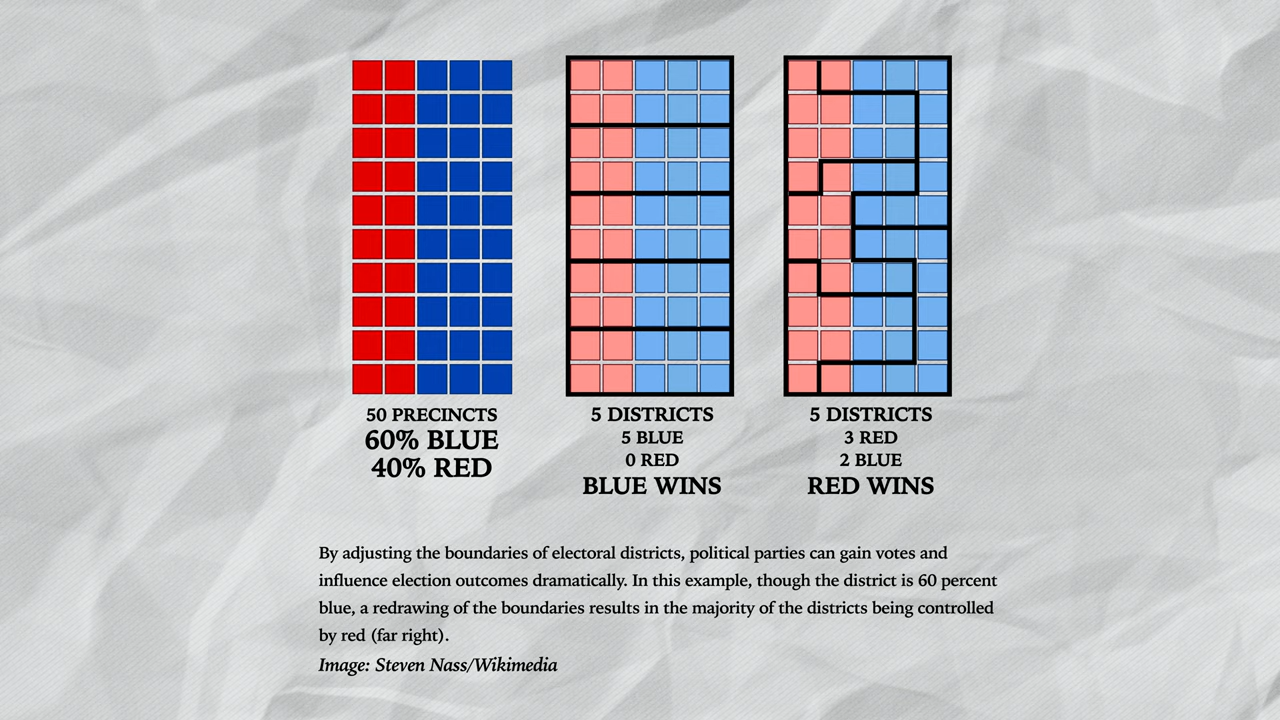 50 PRECINCTS
60% BLUE
40% RED
5 DISTRICTS
5 BLUE
0 RED
BLUE WINS
5 DISTRICTS
3 RED
2 BLUE
RED WINS
By adjusting the boundaries of electoral districts, political parties can gain votes and
influence election outcomes dramatically. In this example, though the district is 60 percent
blue, a redrawing of the boundaries results in the majority of the districts being controlled
by red (far right).
Image: Steven Nass/Wikimedia